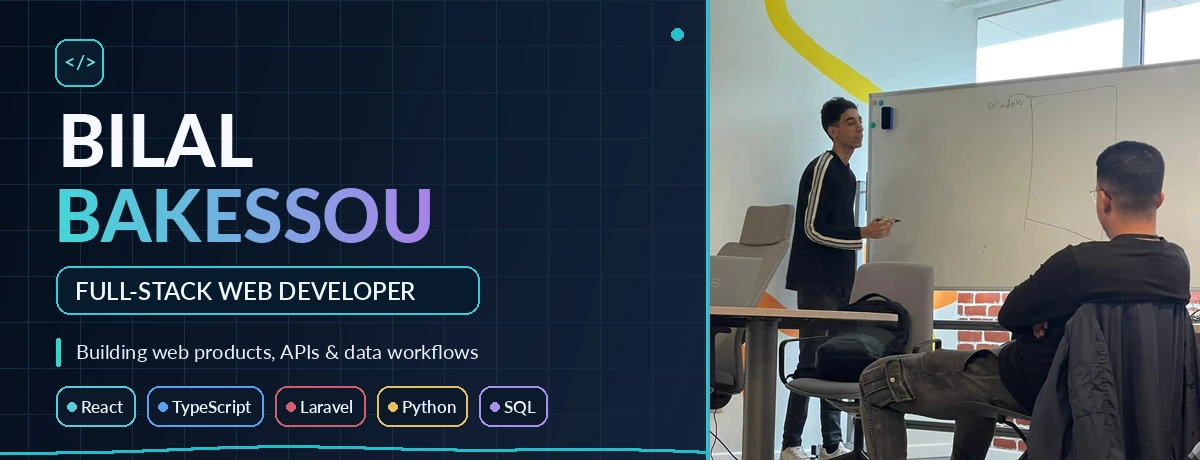 </>
BILAL
BAKESSOU
FULL-STACK WEB DEVELOPER
Building web products, APIs & data workflows
React TypeScript Laravel Python SQL
Window